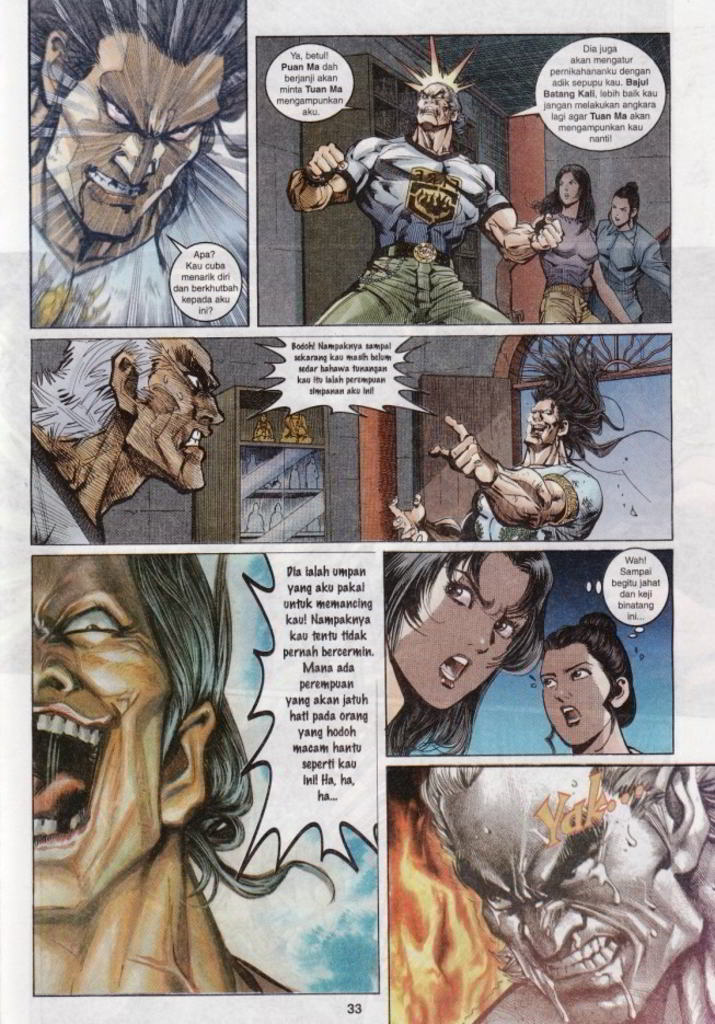 Apa?
Kau cuba
menarik diri
dan berkhutbah
kepada aku
ini?
Ya, betul!
Puan Ma dah
berjanji akan
minta Tuan Ma
mengampunkan
aku.
Dia juga
akan mengatur
pernikahananku dengan
adik sepupu kau. Bajul
Batang Kali, lebih baik kau
jangan melakukan angkara
lagi agar Tuan Ma akan
mengampunkan kau
nanti!
Bodoh! Nampaknya sampai
sekarang kau masih belum
sedar bahawa tunangan
kau itu ialah perempuan
simpanan aku ini!
Dia ialah umpan
yang aku pakai
untuk memancing
kau! Nampaknya
kau tentu tidak
pernah bercermin.
Mana ada
perempuan
yang akan jatuh
hati pada orang
yang hodoh
macam hantu
seperti kau
ini! Ha, ha,
ha...
Wah!
Sampai
begitu jahat
dan keji
binatang
ini...
Yak...
33